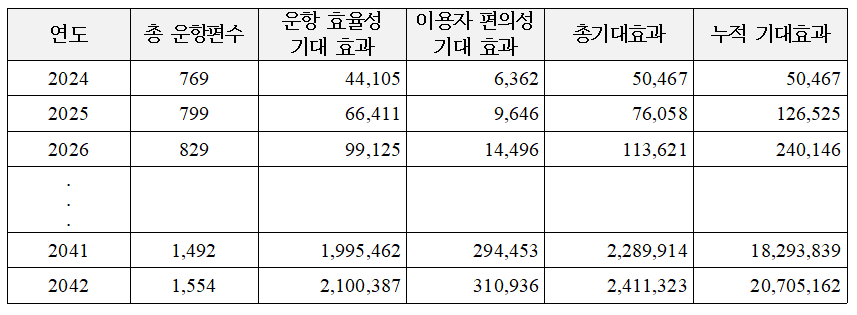 연도 총 운항편수 운항 효율성 기대 효과 이용자 편의성 기대 효과 총기대효과 누적 기대효과
2024 769 44,105 6,362 50,467 50,467
2025 799 66,411 9,646 76,058 126,525
2026 829 99,125 14,496 113,621 240,146
.
.
.
2041 1,492 1,995,462 294,453 2,289,914 18,293,839
2042 1,554 2,100,387 310,936 2,411,323 20,705,162